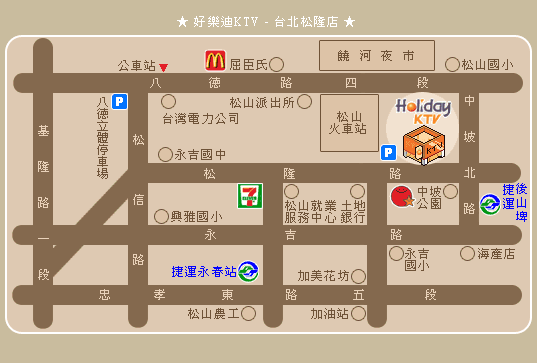 ★ 好樂迪KTV - 台北松隆店 ★
饒河夜市
公車站
屈臣氏
松山國小
八德路四段
八德立體停車場
P
松山派出所
台灣電力公司
松山
火車站
Holiday
KTV
KTV
中坡北路
基隆路一段
松信路
永吉國中
P
松隆路
7-ELEVEN
松山就業
服務中心
土地
銀行
中坡
公園
捷運後山埤
興雅國小
永吉路
永吉
國小
海產店
捷運永春站
加美花坊
忠孝東路五段
松山農工
加油站